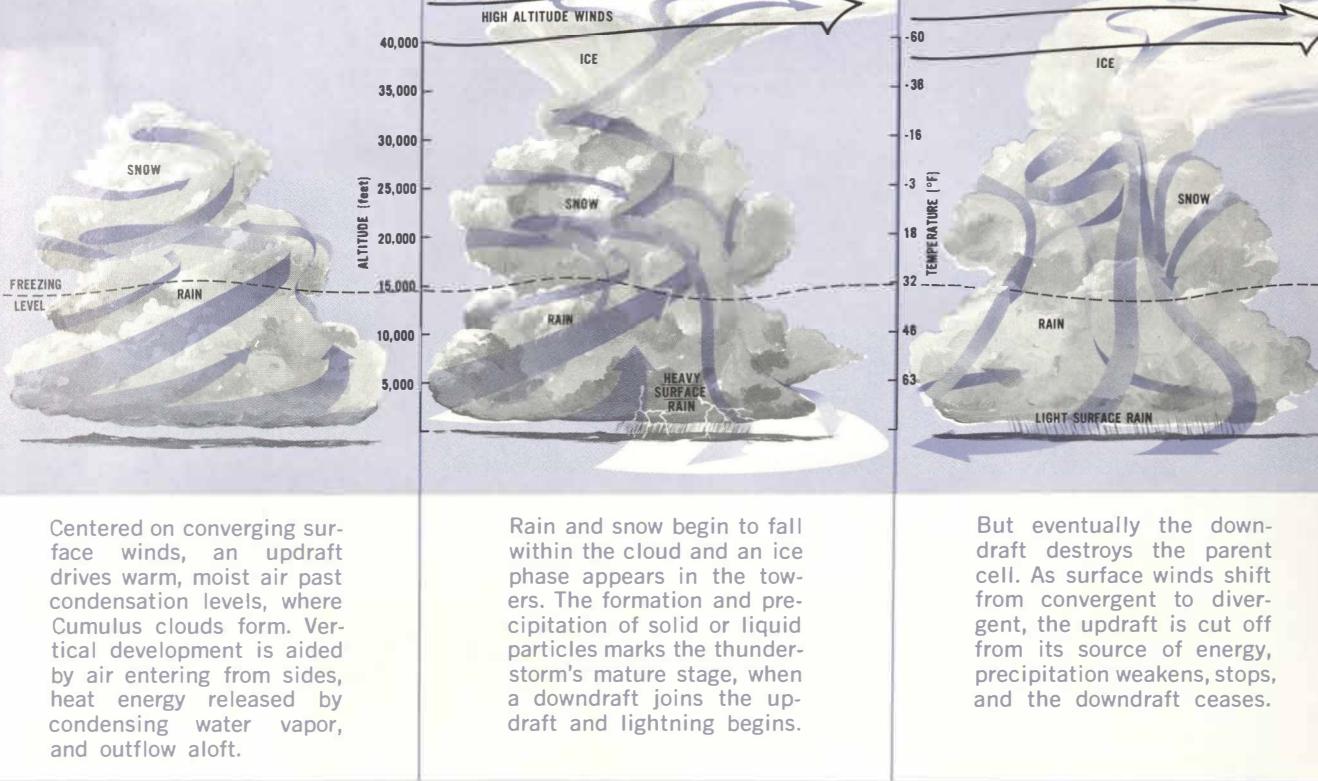 SNOW
FREEZING
LEVEL
RAIN
ALTITUDE (feet)
40,000
35,000
30,000
25,000
20,000
15,000
10,000
5,000
HIGH ALTITUDE WINDS
ICE
SNOW
RAIN
HEAVY
SURFACE
RAIN
-60
-38
-16
-3
18
32
46
63
TEMPERATURE (°F)
ICE
SNOW
RAIN
LIGHT SURFACE RAIN
Centered on converging sur-
face winds, an updraft
drives warm, moist air past
condensation levels, where
Cumulus clouds form. Ver-
tical development is aided
by air entering from sides,
heat energy released by
condensing water vapor,
and outflow aloft.
Rain and snow begin to fall
within the cloud and an ice
phase appears in the tow-
ers. The formation and pre-
cipitation of solid or liquid
particles marks the thunder-
storm's mature stage, when
a downdraft joins the up-
draft and lightning begins.
But eventually the down-
draft destroys the parent
cell. As surface winds shift
from convergent to diver-
gent, the updraft is cut off
from its source of energy,
precipitation weakens, stops,
and the downdraft ceases.